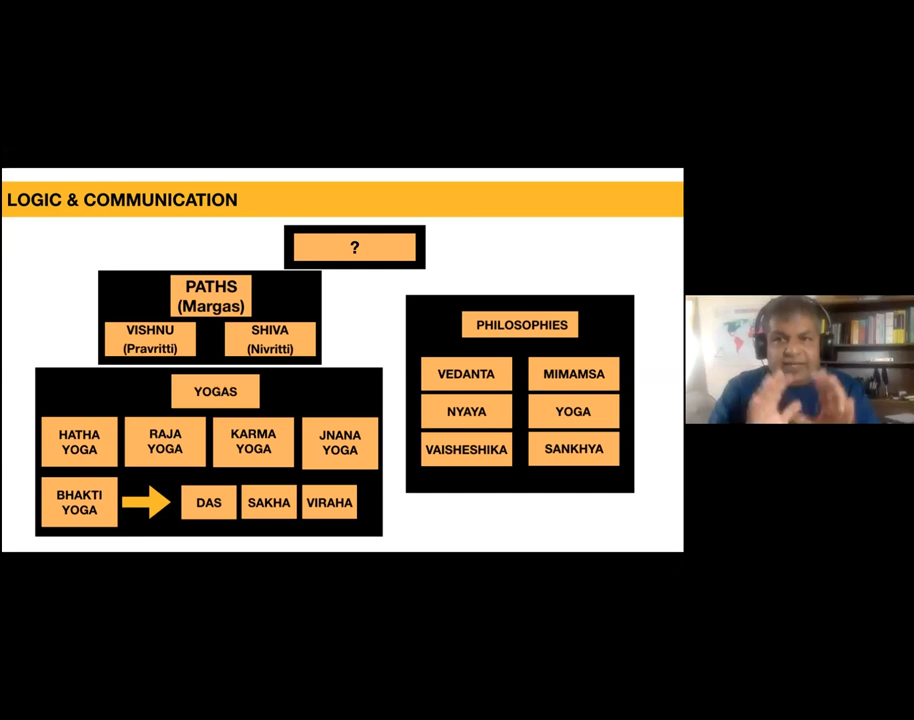 LOGIC & COMMUNICATION
?
PATHS
(Margas)
VISHNU
(Pravritti)
SHIVA
(Nivritti)
YOGAS
HATHA
YOGA
RAJA
YOGA
KARMA
YOGA
JNANA
YOGA
BHAKTI
YOGA
DAS
SAKHA
VIRAHA
PHILOSOPHIES
VEDANTA
MIMAMSA
NYAYA
YOGA
VAISHESHIKA
SANKHYA